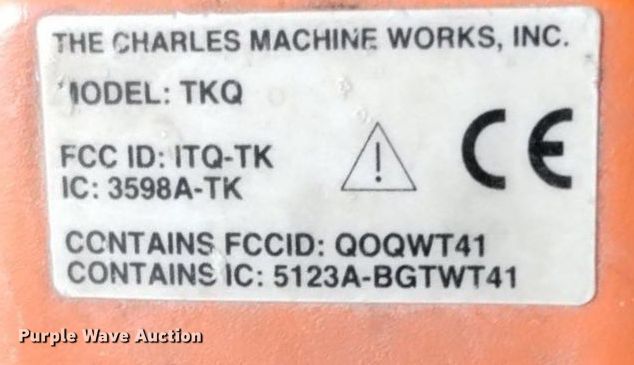 THE CHARLES MACHINE WORKS, INC.
MODEL: TKQ
FCC ID: ITQ-TK
IC: 3598A-TK
!
CE
CONTAINS FCCID: QOQWT41
CONTAINS IC: 5123A-BGTWT41
Purple Wave Auction